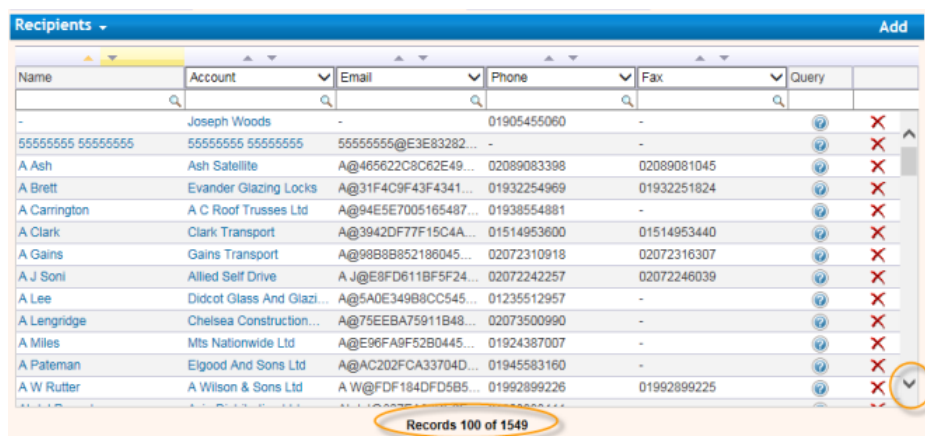 Recipients Add
Name Account Email Phone Fax Query
- Joseph Woods - 01905455060 -
55555555 55555555 55555555 55555555 55555555@E3E83282... - -
A Ash Ash Satellite A@465622C8C62E49... 02089083398 02089081045
A Brett Evander Glazing Locks A@31F4C9F43F4341... 01932254969 01932251824
A Carrington A C Roof Trusses Ltd A@94E5E7005165487... 01938554881 -
A Clark Clark Transport A@3942DF77F15C4A... 01514953600 01514953440
A Gains Gains Transport A@98B8B852186045... 02072310918 02072316307
A J Soni Allied Self Drive A J@E8FD611BF5F24... 02072242257 02072246039
A Lee Didcot Glass And Glazi... A@5A0E349B8CC545... 01235512957 -
A Lengridge Chelsea Construction... A@75EEBA75911B48... 02073500990 -
A Miles Mts Nationwide Ltd A@E96FA9F52B0445... 01924387007 -
A Pateman Elgood And Sons Ltd A@AC202FCA33704D... 01945583160 -
A W Rutter A Wilson & Sons Ltd A W@FDF184DFD5B5... 01992899226 01992899225
Records 100 of 1549